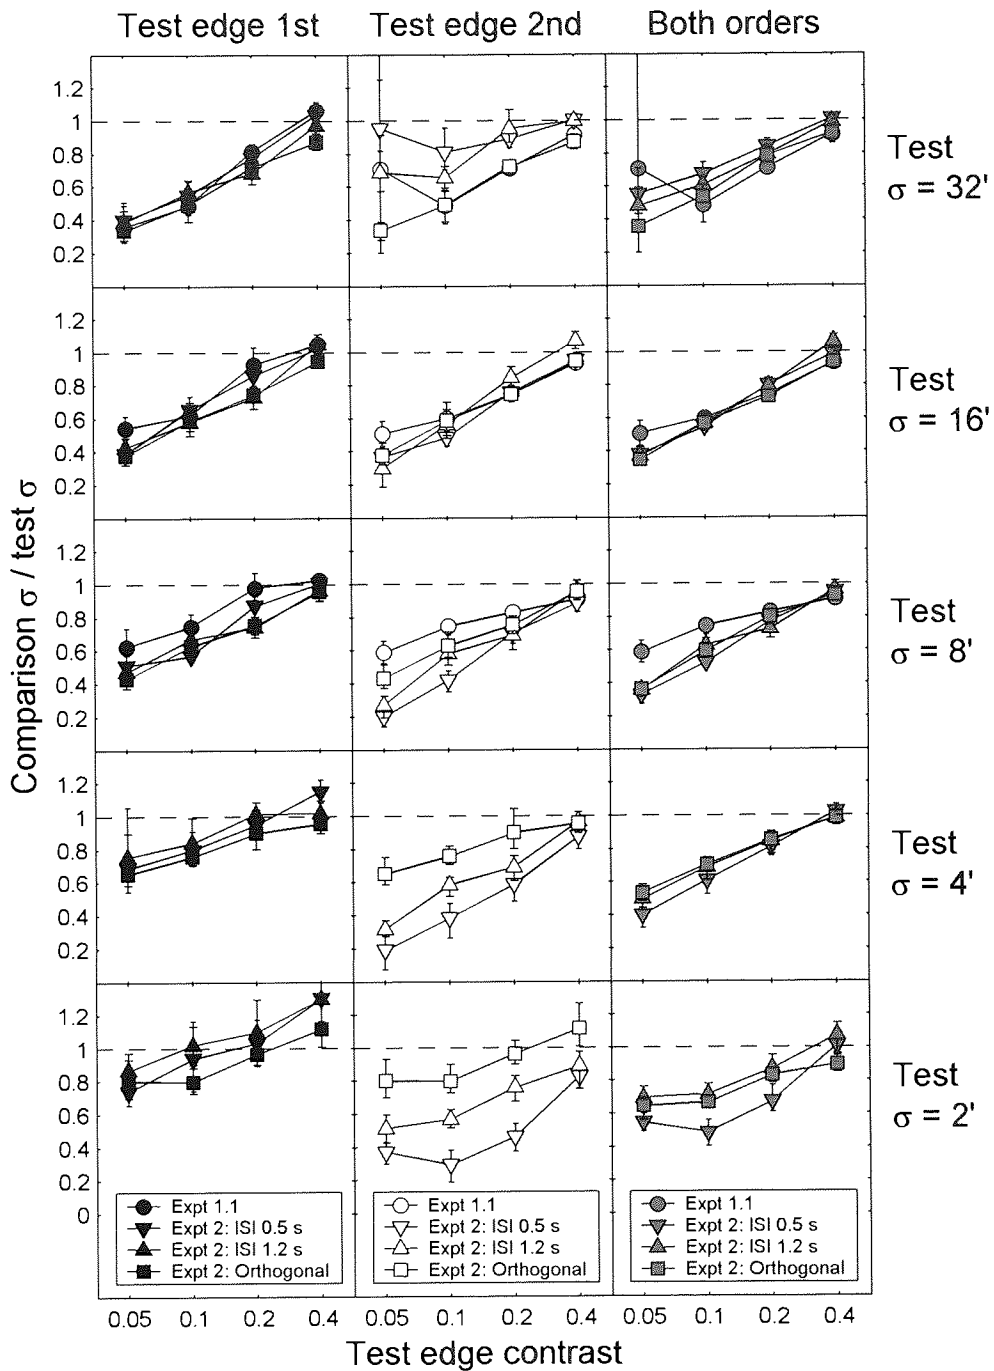 Test edge 1st
Test edge 2nd
Both orders
1.2
1
0.8
0.6
0.4
0.2
Test
σ = 32'
1.2
1
0.8
0.6
0.4
0.2
Test
σ = 16'
1.2
1
0.8
0.6
0.4
0.2
Test
σ = 8'
1.2
1
0.8
0.6
0.4
0.2
Test
σ = 4'
1.2
1
0.8
0.6
0.4
0.2
0
Test
σ = 2'
Comparison σ / test σ
Expt 1.1
Expt 2: ISI 0.5 s
Expt 2: ISI 1.2 s
Expt 2: Orthogonal
Expt 1.1
Expt 2: ISI 0.5 s
Expt 2: ISI 1.2 s
Expt 2: Orthogonal
Expt 1.1
Expt 2: ISI 0.5 s
Expt 2: ISI 1.2 s
Expt 2: Orthogonal
0.05 0.1 0.2 0.4
0.05 0.1 0.2 0.4
0.05 0.1 0.2 0.4
Test edge contrast